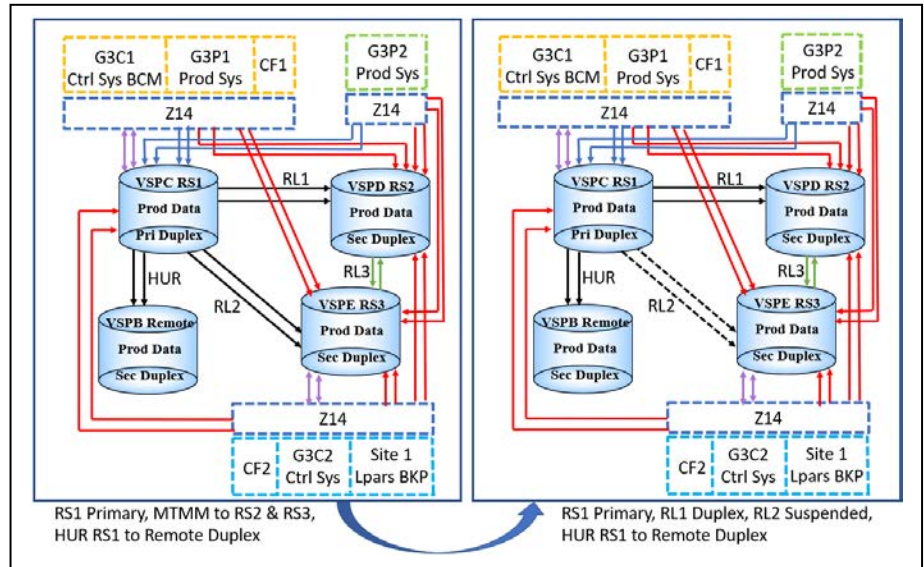 G3C1
Ctrl Sys BCM
G3P1
Prod Sys
CF1
G3P2
Prod Sys
Z14
Z14
VSPC RS1
Prod Data
Pri Duplex
RL1
VSPD RS2
Prod Data
Sec Duplex
HUR
RL2
RL3
VSPB Remote
Prod Data
Sec Duplex
VSPE RS3
Prod Data
Sec Duplex
Z14
CF2
G3C2
Ctrl Sys
Site 1
Lpars BKP
RS1 Primary, MTMM to RS2 & RS3,
HUR RS1 to Remote Duplex
G3C1
Ctrl Sys BCM
G3P1
Prod Sys
CF1
G3P2
Prod Sys
Z14
Z14
VSPC RS1
Prod Data
Pri Duplex
RL1
VSPD RS2
Prod Data
Sec Duplex
HUR
RL2
RL3
VSPB Remote
Prod Data
Sec Duplex
VSPE RS3
Prod Data
Sec Duplex
Z14
CF2
G3C2
Ctrl Sys
Site 1
Lpars BKP
RS1 Primary, RL1 Duplex, RL2 Suspended,
HUR RS1 to Remote Duplex